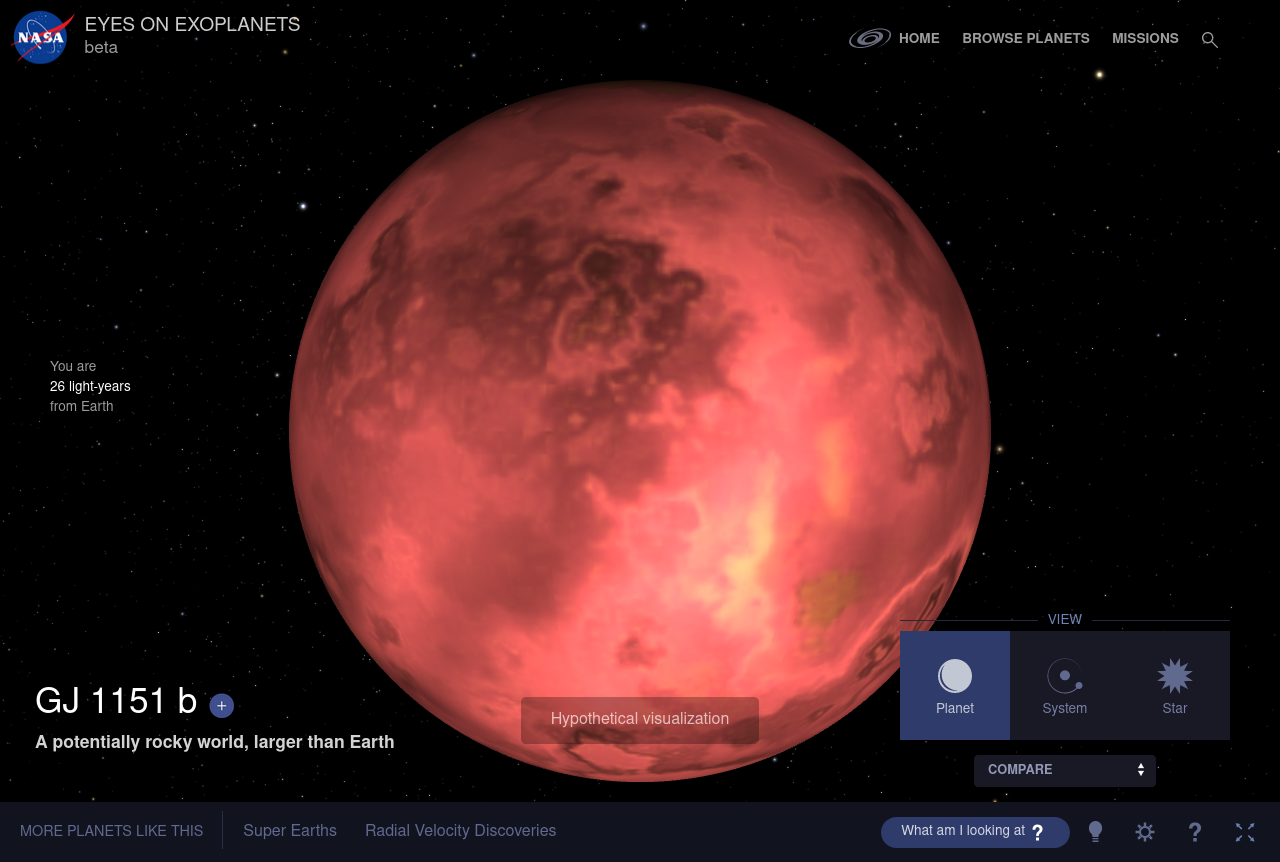 NASA
EYES ON EXOPLANETS
beta
HOME
BROWSE PLANETS
MISSIONS
You are
26 light-years
from Earth
GJ 1151 b +
A potentially rocky world, larger than Earth
Hypothetical visualization
VIEW
Planet
System
Star
COMPARE
MORE PLANETS LIKE THIS
Super Earths
Radial Velocity Discoveries
What am I looking at ?
?